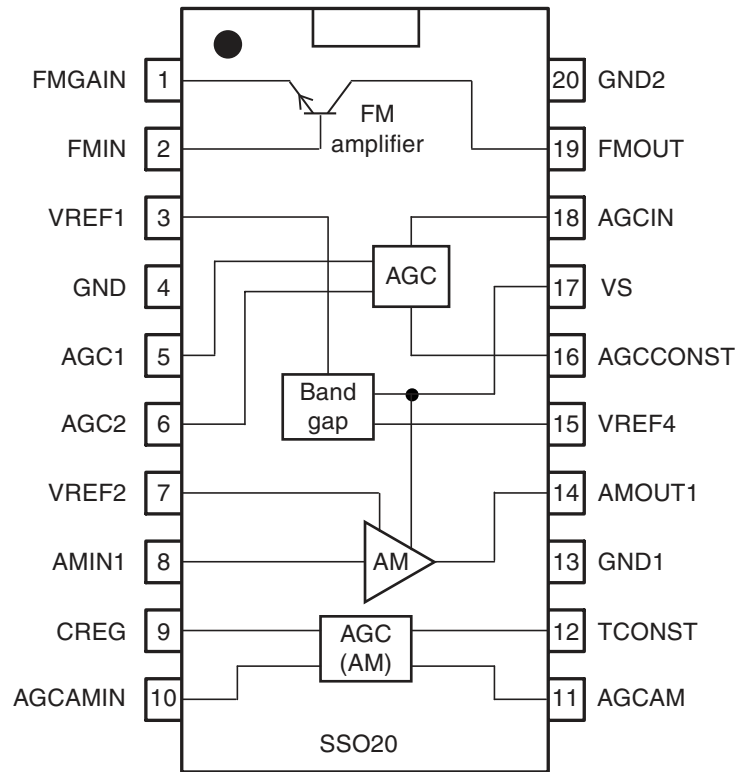 FMGAIN 1 20 GND2
FM
amplifier
FMIN 2 19 FMOUT
VREF1 3 18 AGCIN
AGC
GND 4 17 VS
AGC1 5 16 AGCCONST
Band
gap
AGC2 6 15 VREF4
VREF2 7 14 AMOUT1
AMIN1 8 AM 13 GND1
CREG 9 12 TCONST
AGC
(AM)
AGCAMIN 10 11 AGCAM
SSO20